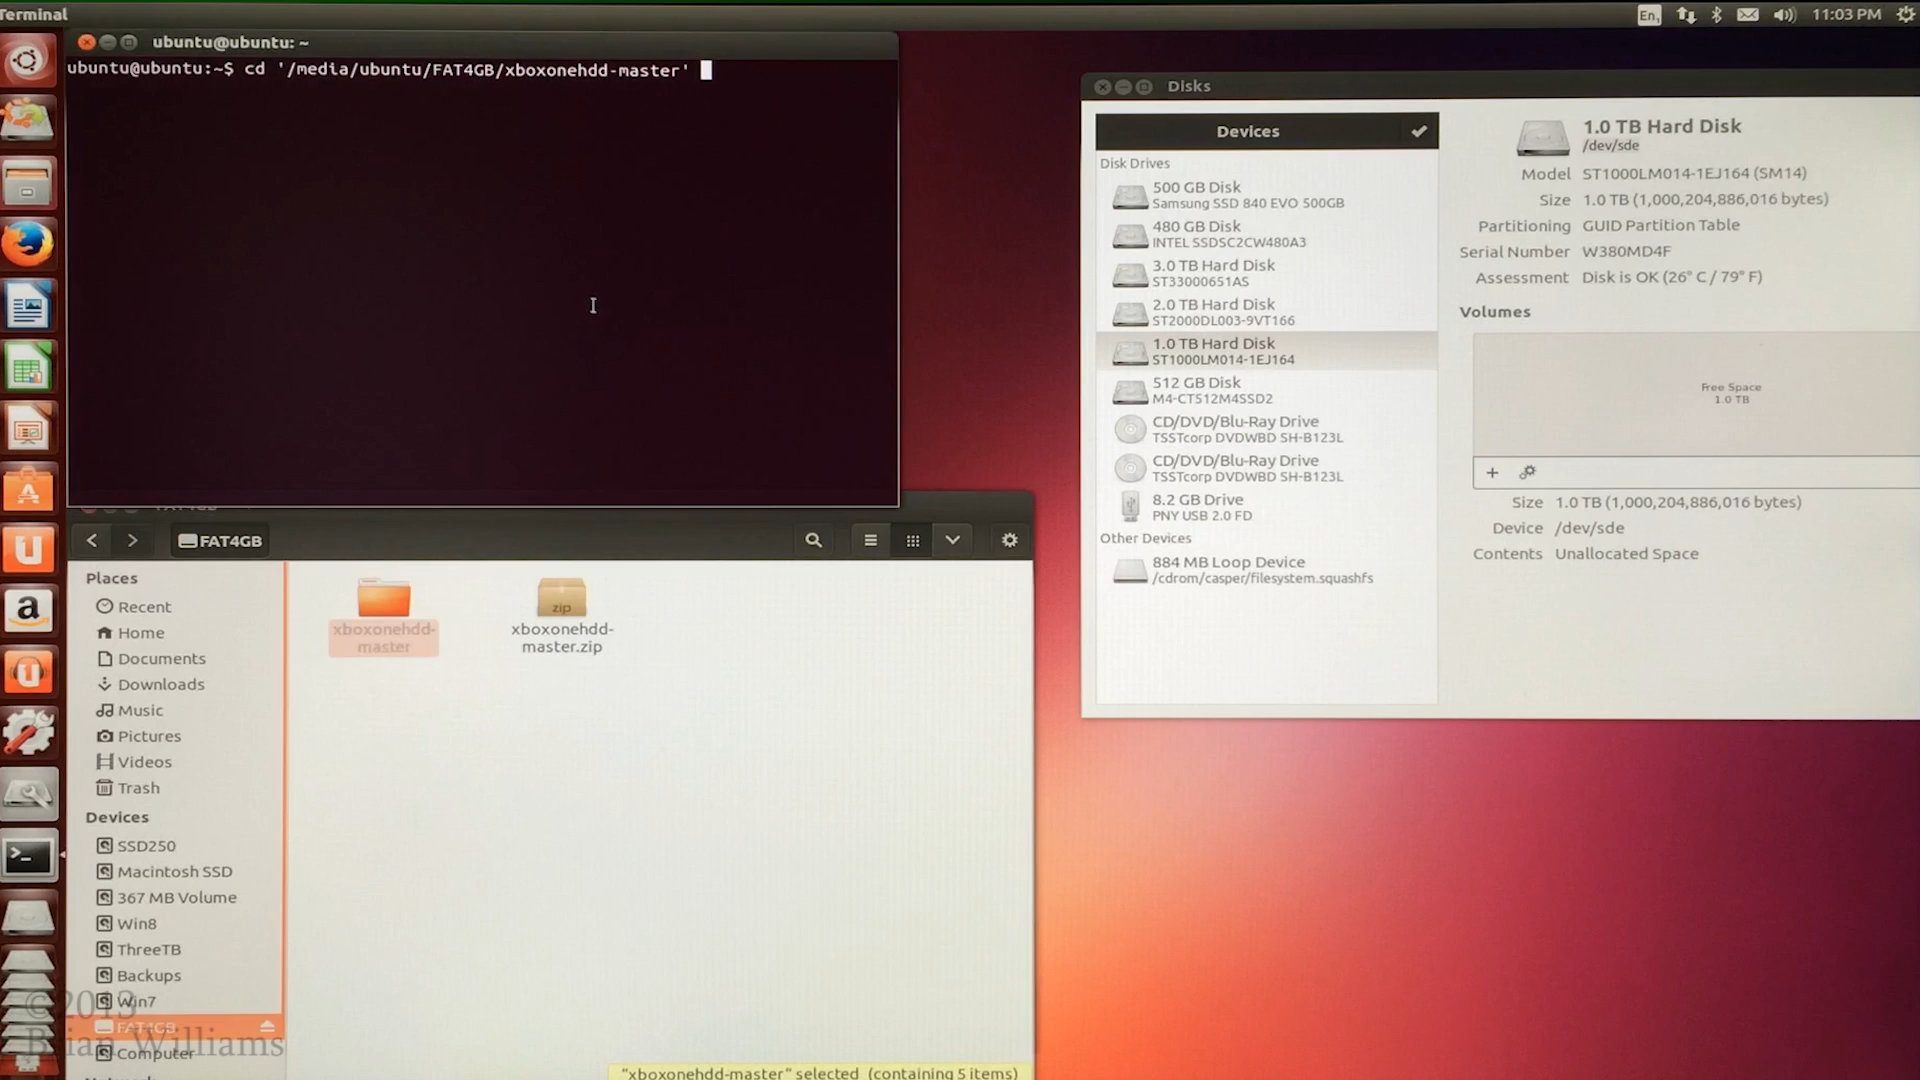 Terminal
En₁
11:03 PM
ubuntu@ubuntu: ~
ubuntu@ubuntu:~$ cd '/media/ubuntu/FAT4GB/xboxonehdd-master'
Disks
Devices
Disk Drives
500 GB Disk
Samsung SSD 840 EVO 500GB
480 GB Disk
INTEL SSDSC2CW480A3
3.0 TB Hard Disk
ST33000651AS
2.0 TB Hard Disk
ST2000DL003-9VT166
1.0 TB Hard Disk
ST1000LM014-1EJ164
512 GB Disk
M4-CT512M4SSD2
CD/DVD/Blu-Ray Drive
TSSTcorp DVDWBD SH-B123L
CD/DVD/Blu-Ray Drive
TSSTcorp DVDWBD SH-B123L
8.2 GB Drive
PNY USB 2.0 FD
Other Devices
884 MB Loop Device
/cdrom/casper/filesystem.squashfs
1.0 TB Hard Disk
/dev/sde
Model ST1000LM014-1EJ164 (SM14)
Size 1.0 TB (1,000,204,886,016 bytes)
Partitioning GUID Partition Table
Serial Number W380MD4F
Assessment Disk is OK (26° C / 79° F)
Volumes
Free Space
1.0 TB
Size 1.0 TB (1,000,204,886,016 bytes)
Device /dev/sde
Contents Unallocated Space
FAT4GB
FAT4GB
Places
Recent
Home
Documents
Downloads
Music
Pictures
Videos
Trash
Devices
SSD250
Macintosh SSD
367 MB Volume
Win8
ThreeTB
Backups
Win7
FAT4GB
Computer
xboxonehdd-
master
zip
xboxonehdd-
master.zip
"xboxonehdd-master" selected (containing 5 items)
©2013
Brian Williams